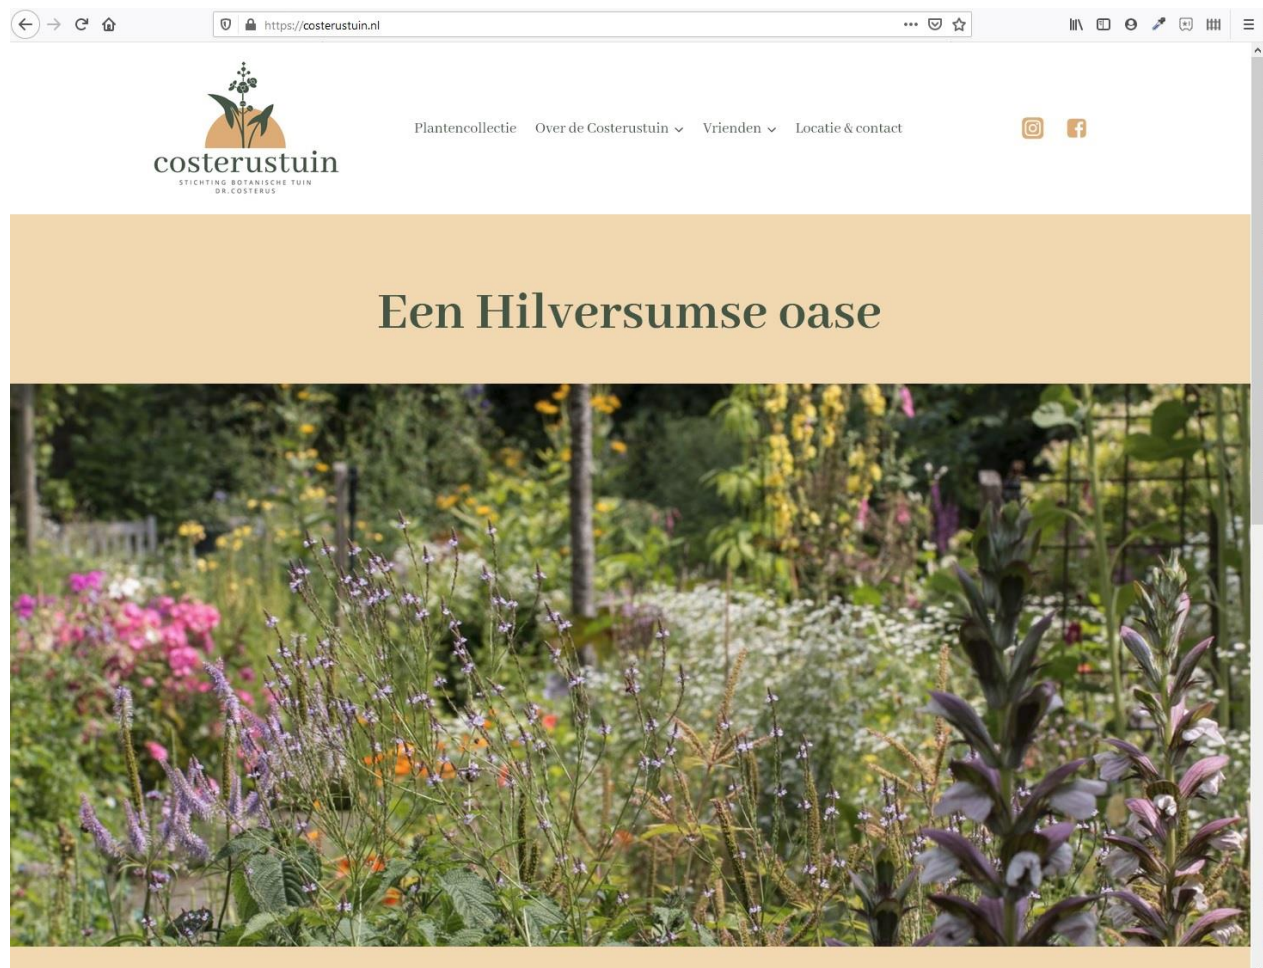 https://costerustuin.nl
costerustuin
STICHTING BOTANISCHE TUIN
DR.COSTERUS
Plantencollectie Over de Costerustuin Vrienden Locatie & contact
Een Hilversumse oase